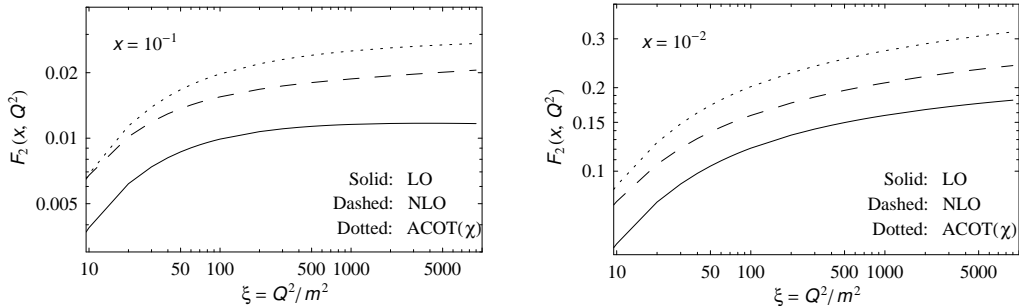 x = 10⁻¹
0.02
0.01
0.005
F₂ (x, Q²)
Solid: LO
Dashed: NLO
Dotted: ACOT(χ)
10 50 100 500 1000 5000
ξ = Q²/m²
x = 10⁻²
0.3
0.2
0.15
0.1
F₂ (x, Q²)
Solid: LO
Dashed: NLO
Dotted: ACOT(χ)
10 50 100 500 1000 5000
ξ = Q²/m²